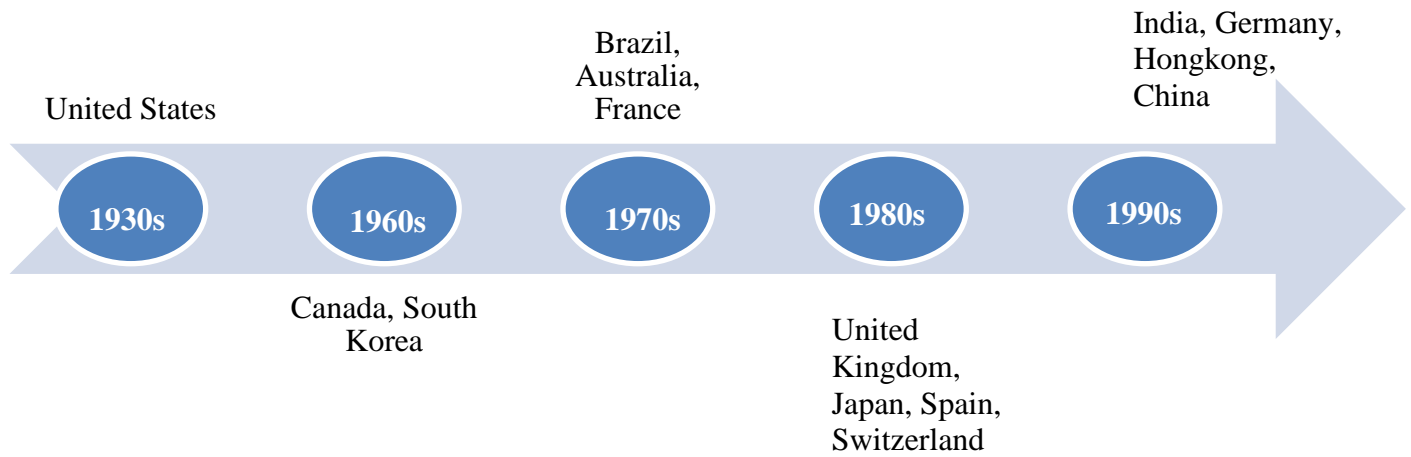 United States
1930s
Canada, South
Korea
1960s
Brazil,
Australia,
France
1970s
1980s
United
Kingdom,
Japan, Spain,
Switzerland
India, Germany,
Hongkong,
China
1990s